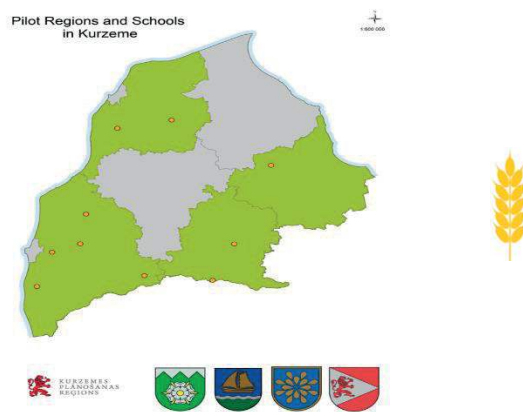 Pilot Regions and Schools
in Kurzeme
1:600 000
KURZEMES
PLĀNOŠANAS
REĢIONS